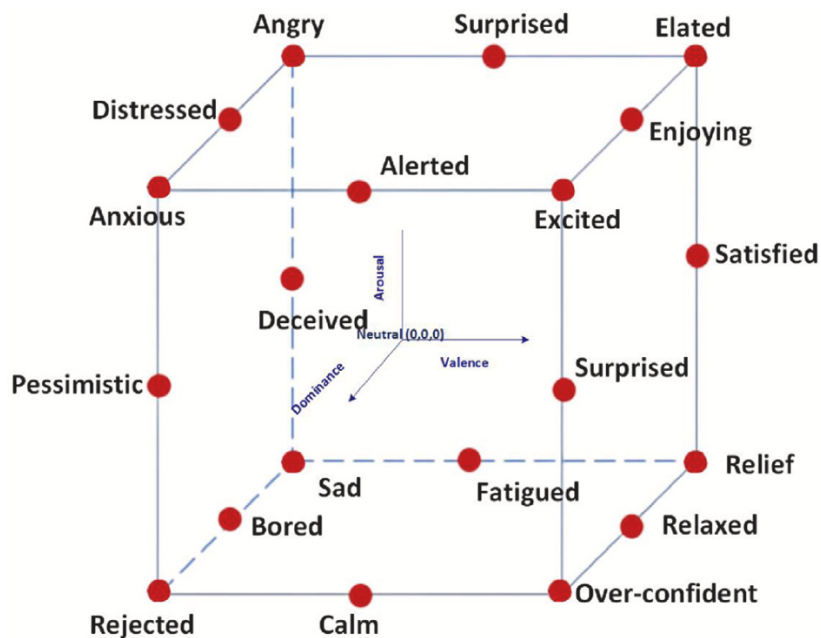 Angry
Surprised
Elated
Distressed
Enjoying
Alerted
Anxious
Excited
Arousal
Satisfied
Deceived
Neutral (0,0,0)
Valence
Dominance
Pessimistic
Surprised
Sad
Fatigued
Relief
Bored
Relaxed
Over-confident
Rejected
Calm